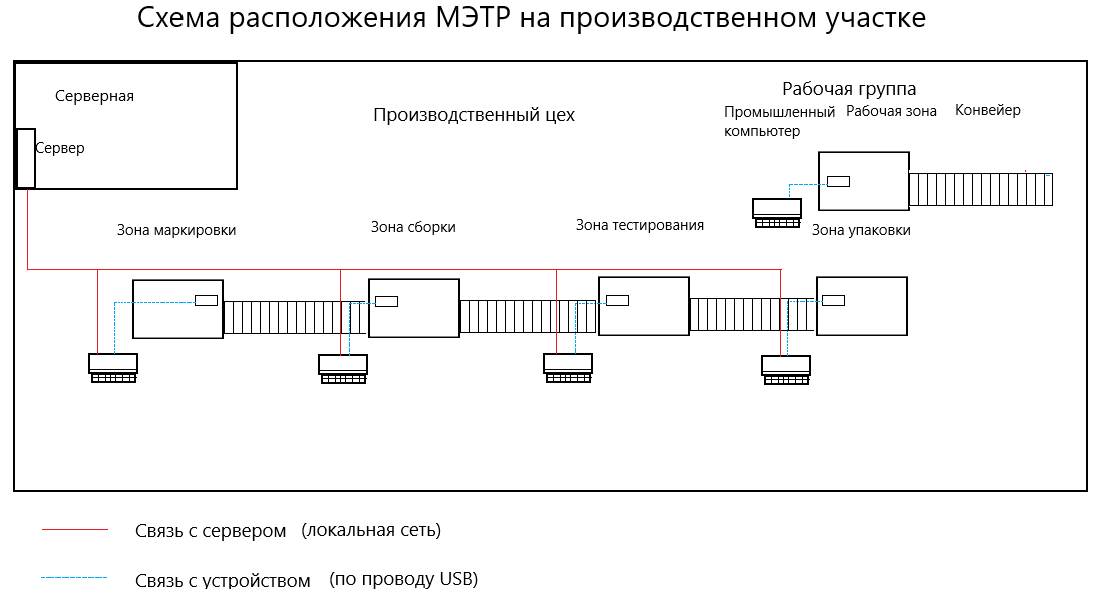 Схема расположения МЭТР на производственном участке
Серверная
Сервер
Производственный цех
Рабочая группа
Промышленный компьютер
Рабочая зона
Конвейер
Зона маркировки
Зона сборки
Зона тестирования
Зона упаковки
Связь с сервером (локальная сеть)
Связь с устройством (по проводу USB)